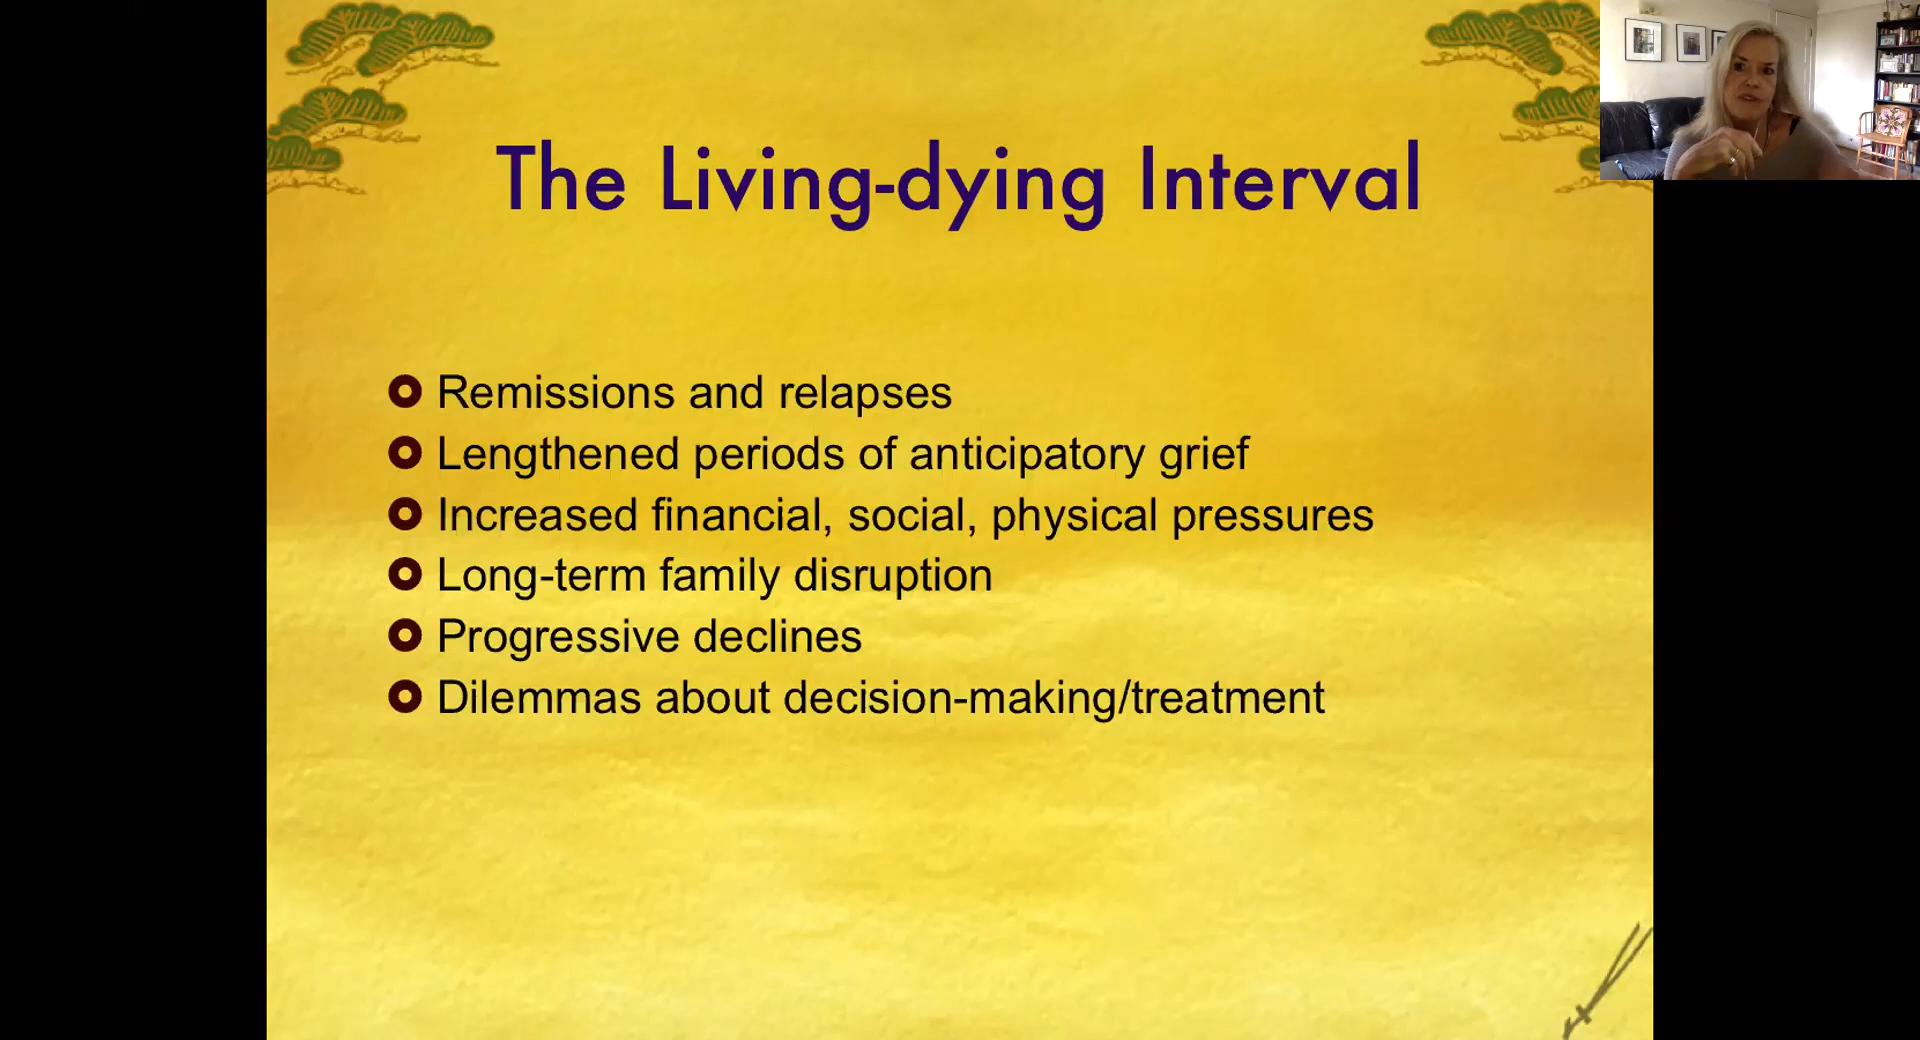 The Living-dying Interval
Remissions and relapses
Lengthened periods of anticipatory grief
Increased financial, social, physical pressures
Long-term family disruption
Progressive declines
Dilemmas about decision-making/treatment